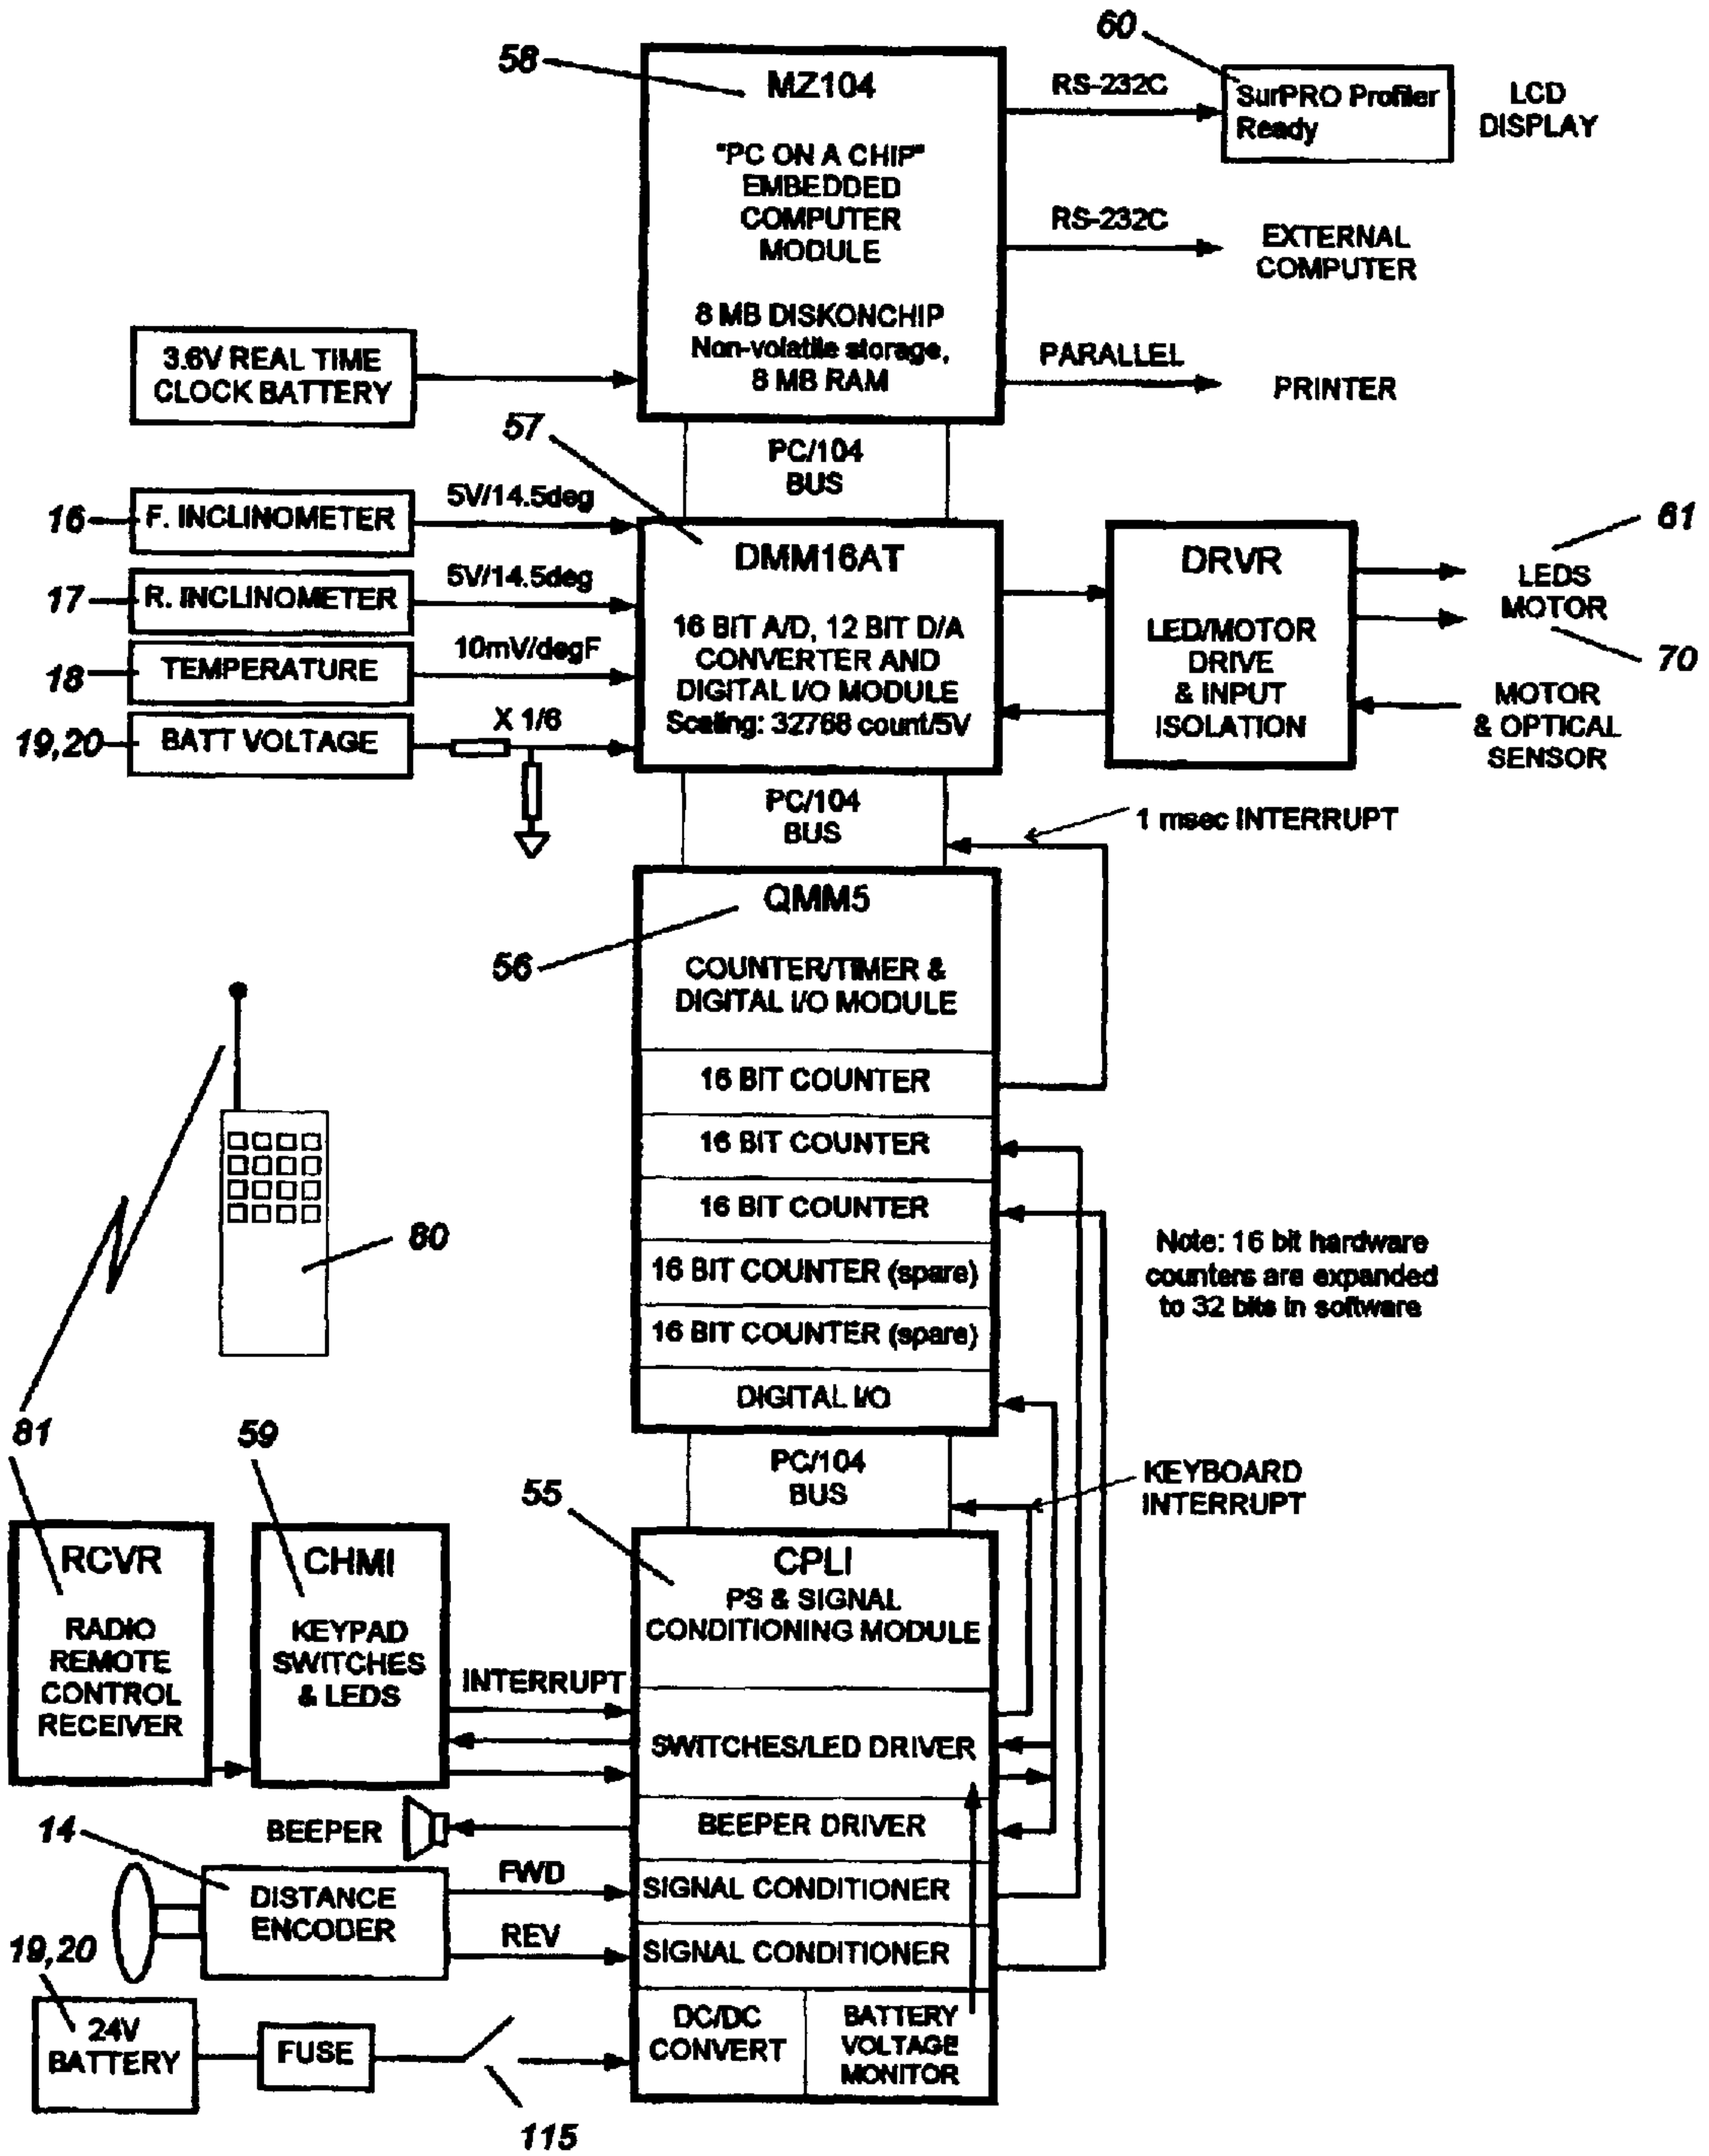 60
58
MZ104
RS-232C
SurPRO Profiler
Ready
LCD
DISPLAY
"PC ON A CHIP"
EMBEDDED
COMPUTER
MODULE
RS-232C
EXTERNAL
COMPUTER
8 MB DISKONCHIP
Non-volatile storage,
8 MB RAM
3.6V REAL TIME
CLOCK BATTERY
PARALLEL
PRINTER
57
PC/104
BUS
16
F. INCLINOMETER
5V/14.5deg
17
R. INCLINOMETER
5V/14.5deg
18
TEMPERATURE
10mV/degF
19,20
BATT VOLTAGE
X 1/6
DMM16AT
16 BIT A/D, 12 BIT D/A
CONVERTER AND
DIGITAL I/O MODULE
Scaling: 32768 count/5V
DRVR
LED/MOTOR
DRIVE
& INPUT
ISOLATION
61
LEDS
MOTOR
70
MOTOR
& OPTICAL
SENSOR
PC/104
BUS
1 msec INTERRUPT
QMM5
56
COUNTER/TIMER &
DIGITAL I/O MODULE
16 BIT COUNTER
16 BIT COUNTER
16 BIT COUNTER
16 BIT COUNTER (spare)
16 BIT COUNTER (spare)
DIGITAL I/O
80
Note: 16 bit hardware
counters are expanded
to 32 bits in software
81
59
PC/104
BUS
KEYBOARD
INTERRUPT
55
RCVR
RADIO
REMOTE
CONTROL
RECEIVER
CHMI
KEYPAD
SWITCHES
& LEDS
INTERRUPT
CPLI
PS & SIGNAL
CONDITIONING MODULE
SWITCHES/LED DRIVER
BEEPER
BEEPER DRIVER
14
DISTANCE
ENCODER
FWD
SIGNAL CONDITIONER
REV
SIGNAL CONDITIONER
19,20
24V
BATTERY
FUSE
115
DC/DC
CONVERT
BATTERY
VOLTAGE
MONITOR